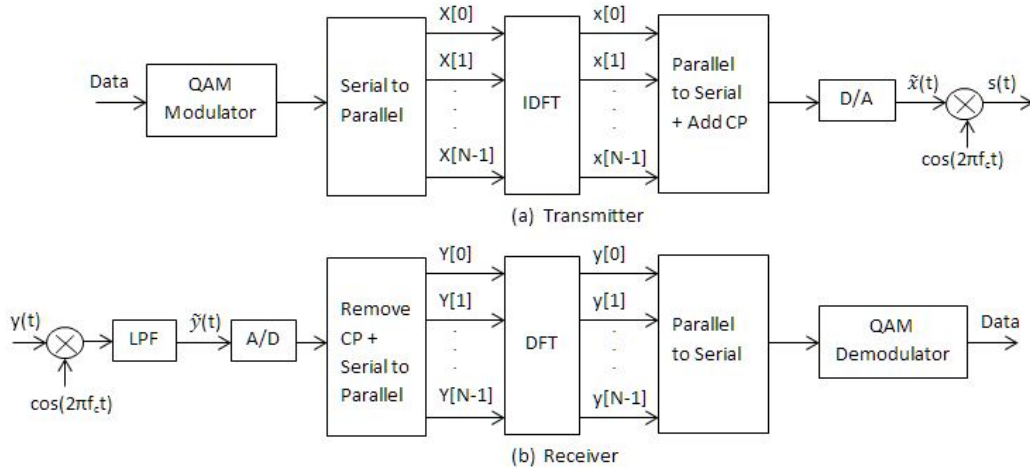 X[0]
x[0]
X[1]
x[1]
Data
QAM
Modulator
Serial to
Parallel
IDFT
Parallel
to Serial
+ Add CP
D/A
x̃(t)
s(t)
X[N-1]
x[N-1]
cos(2πf_ct)
(a) Transmitter
Y[0]
y[0]
Y[1]
y[1]
y(t)
LPF
ỹ(t)
A/D
Remove
CP +
Serial to
Parallel
DFT
Parallel
to Serial
QAM
Demodulator
Data
Y[N-1]
y[N-1]
cos(2πf_ct)
(b) Receiver